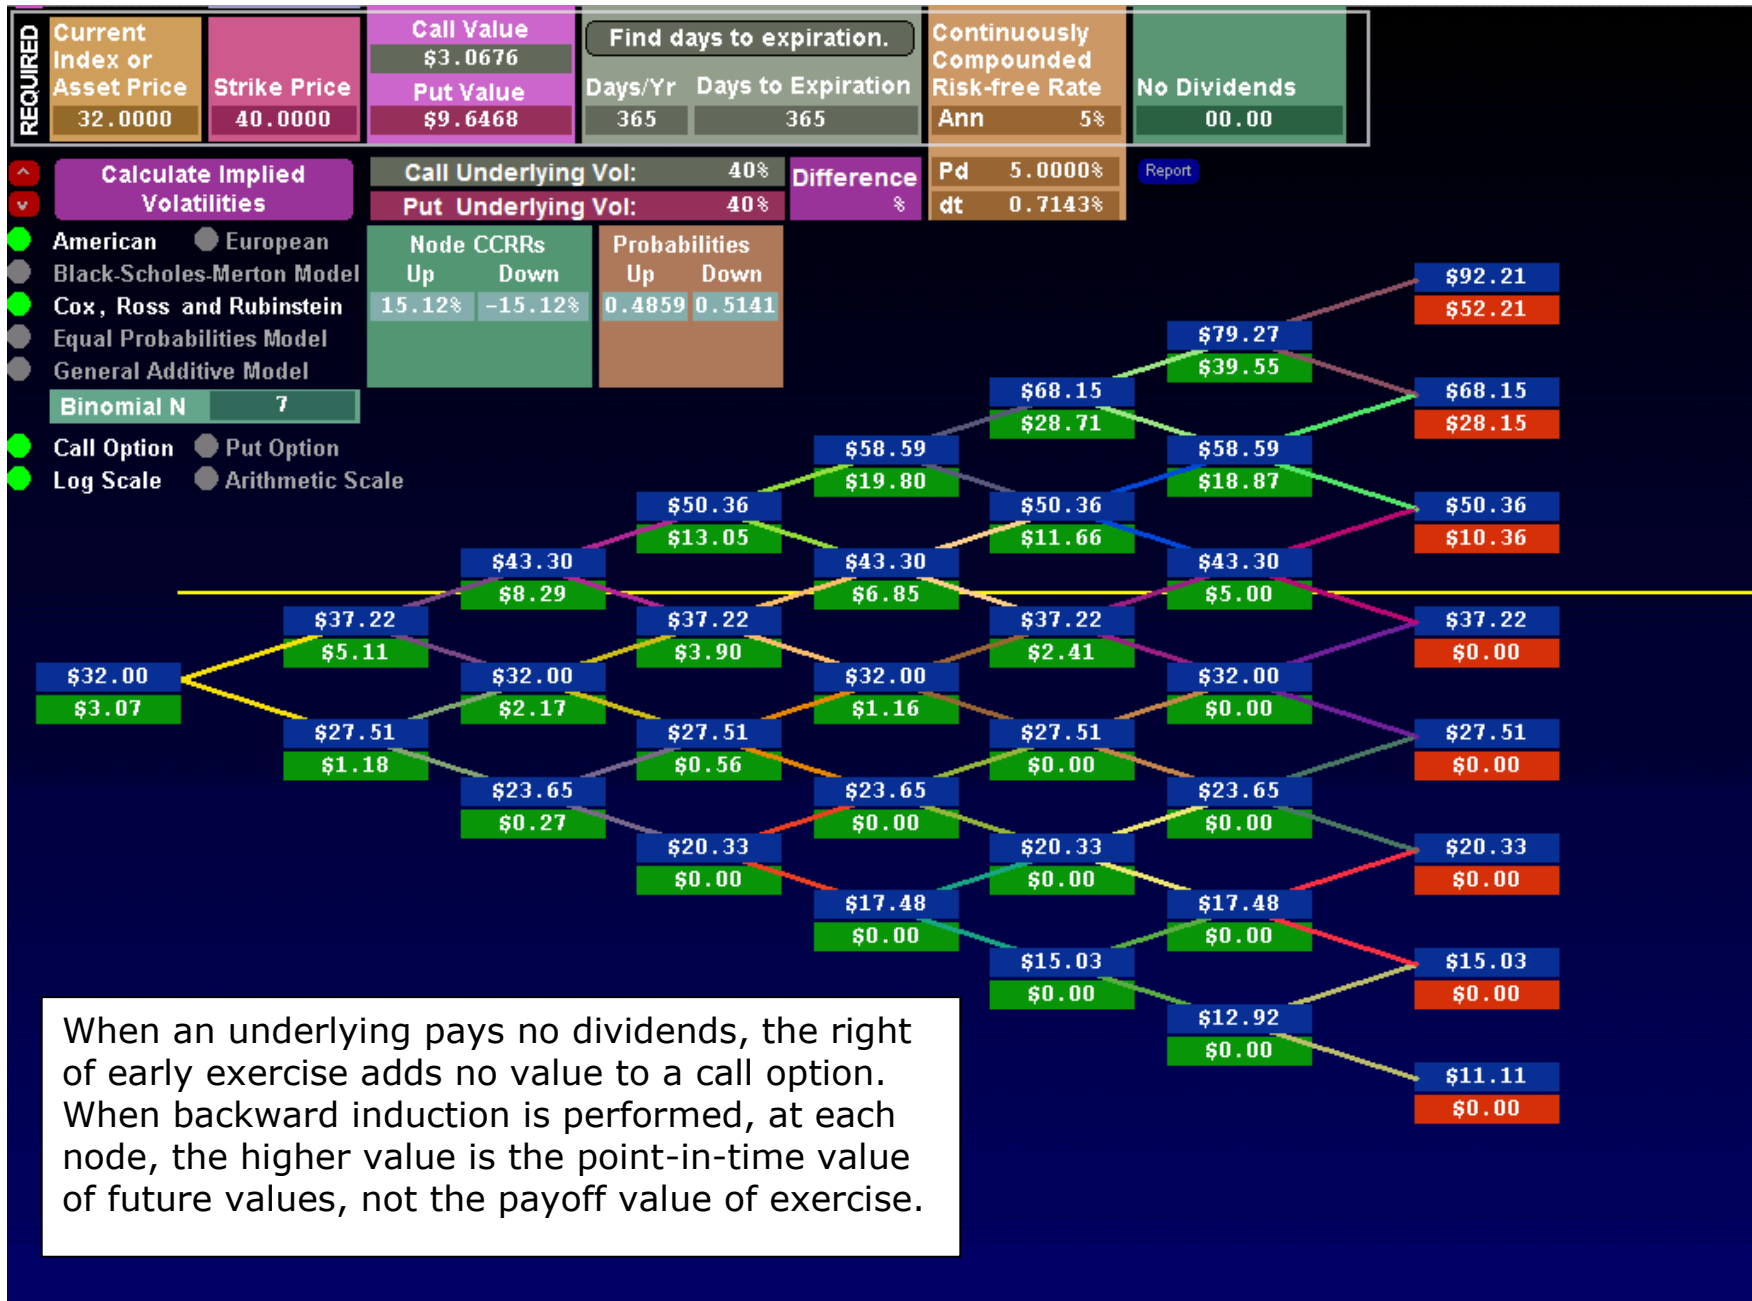 REQUIRED
Current
Index or
Asset Price
32.0000
Strike Price
40.0000
Call Value
$3.0676
Put Value
$9.6468
Find days to expiration.
Days/Yr Days to Expiration
365 365
Continuously
Compounded
Risk-free Rate
Ann 5%
No Dividends
00.00
Calculate Implied
Volatilities
Call Underlying Vol: 40%
Put Underlying Vol: 40%
Difference
%
Pd 5.0000%
dt 0.7143%
Report
American European
Black-Scholes-Merton Model
Cox, Ross and Rubinstein
Equal Probabilities Model
General Additive Model
Binomial N 7
Call Option Put Option
Log Scale Arithmetic Scale
Node CCRRs
Up Down
15.12% -15.12%
Probabilities
Up Down
0.4859 0.5141
$32.00
$3.07
$37.22
$5.11
$27.51
$1.18
$43.30
$8.29
$32.00
$2.17
$23.65
$0.27
$50.36
$13.05
$37.22
$3.90
$27.51
$0.56
$20.33
$0.00
$58.59
$19.80
$43.30
$6.85
$32.00
$1.16
$23.65
$0.00
$17.48
$0.00
$68.15
$28.71
$50.36
$11.66
$37.22
$2.41
$27.51
$0.00
$20.33
$0.00
$15.03
$0.00
$79.27
$39.55
$58.59
$18.87
$43.30
$5.00
$32.00
$0.00
$23.65
$0.00
$17.48
$0.00
$12.92
$0.00
$92.21
$52.21
$68.15
$28.15
$50.36
$10.36
$37.22
$0.00
$27.51
$0.00
$20.33
$0.00
$15.03
$0.00
$11.11
$0.00
When an underlying pays no dividends, the right
of early exercise adds no value to a call option.
When backward induction is performed, at each
node, the higher value is the point-in-time value
of future values, not the payoff value of exercise.